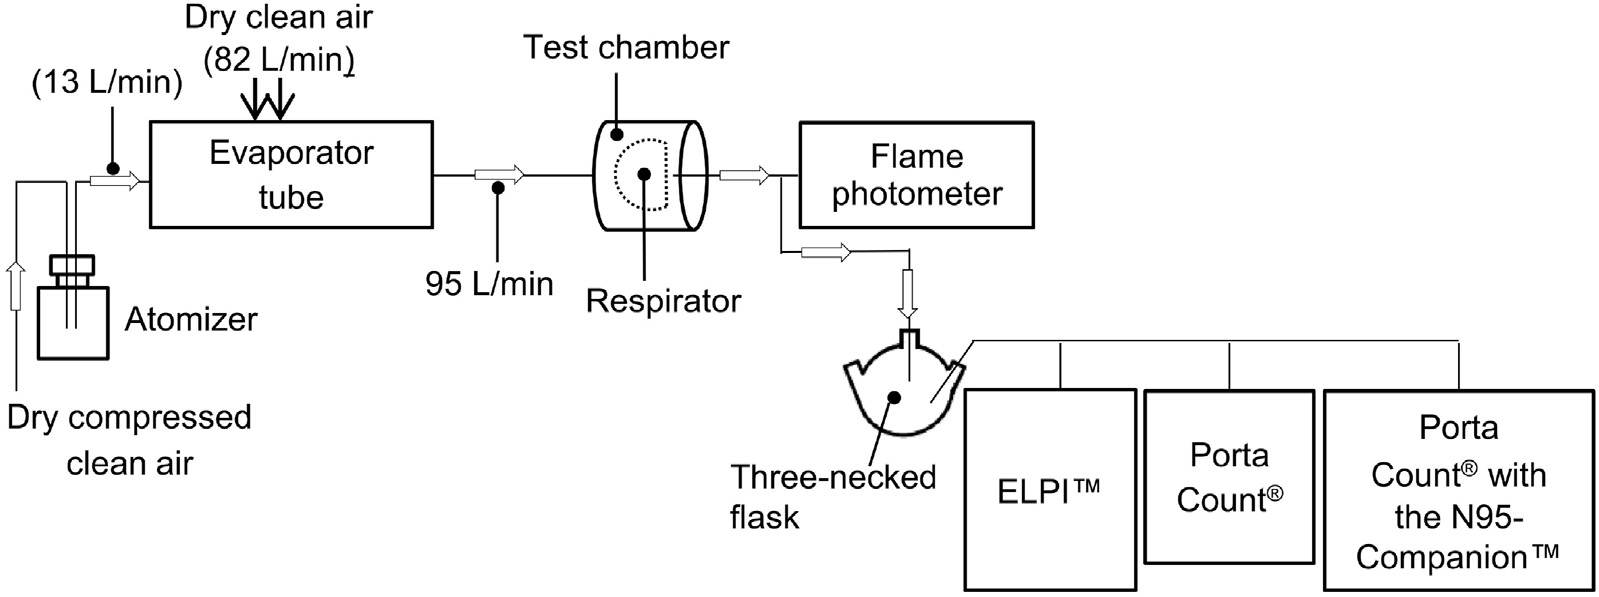 Dry clean air
(82 L/min)
(13 L/min)
Test chamber
Evaporator
tube
Flame
photometer
95 L/min
Respirator
Atomizer
Dry compressed
clean air
Three-necked
flask
ELPI™
Porta
Count®
Porta
Count® with
the N95-
Companion™